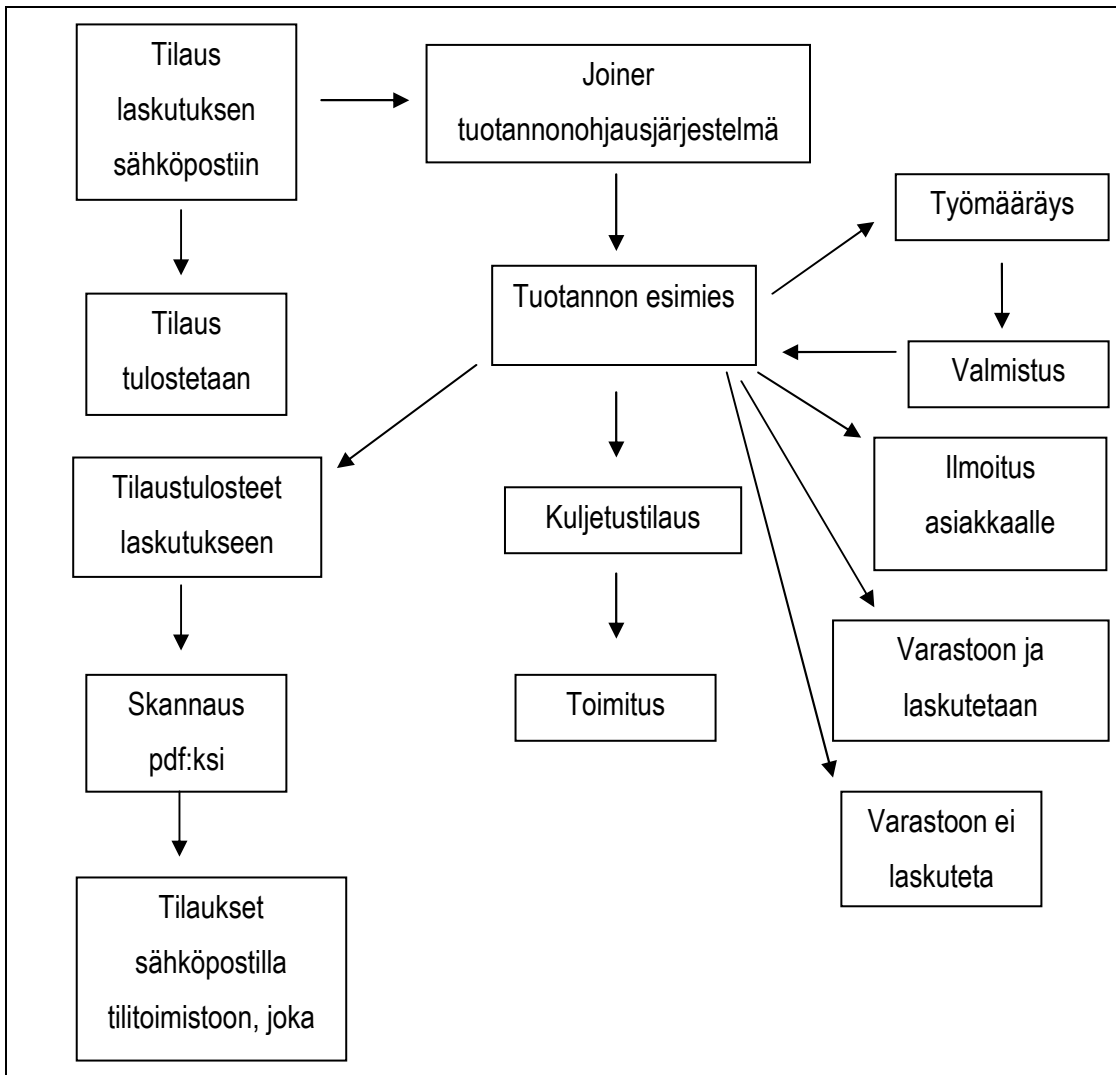 Tilaus
laskutuksen
sähköpostiin
Joiner
tuotannonohjausjärjestelmä
Työmääräys
Tuotannon esimies
Tilaus
tulostetaan
Valmistus
Ilmoitus
asiakkaalle
Tilaustulosteet
laskutukseen
Kuljetustilaus
Varastoon ja
laskutetaan
Skannaus
pdf:ksi
Toimitus
Varastoon ei
laskuteta
Tilaukset
sähköpostilla
tilitoimistoon, joka